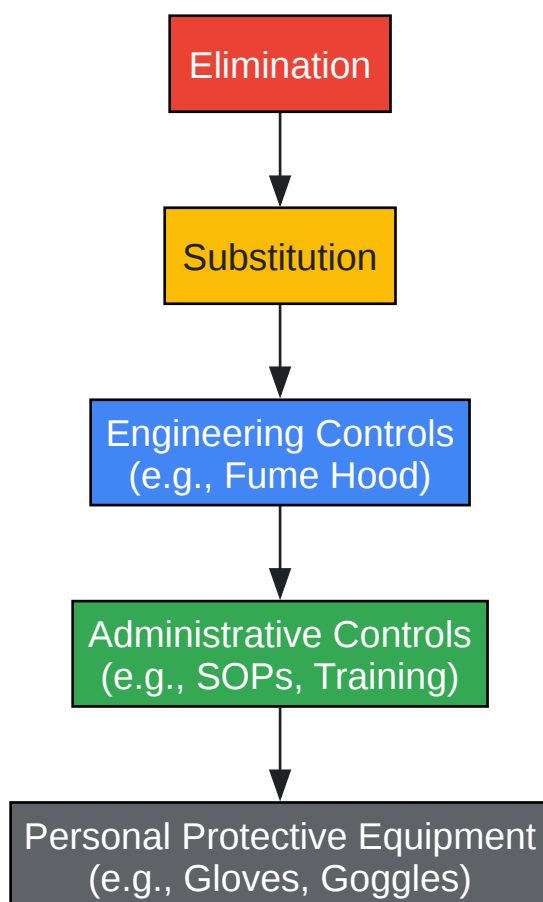 Elimination
Substitution
Engineering Controls
(e.g., Fume Hood)
Administrative Controls
(e.g., SOPs, Training)
Personal Protective Equipment
(e.g., Gloves, Goggles)